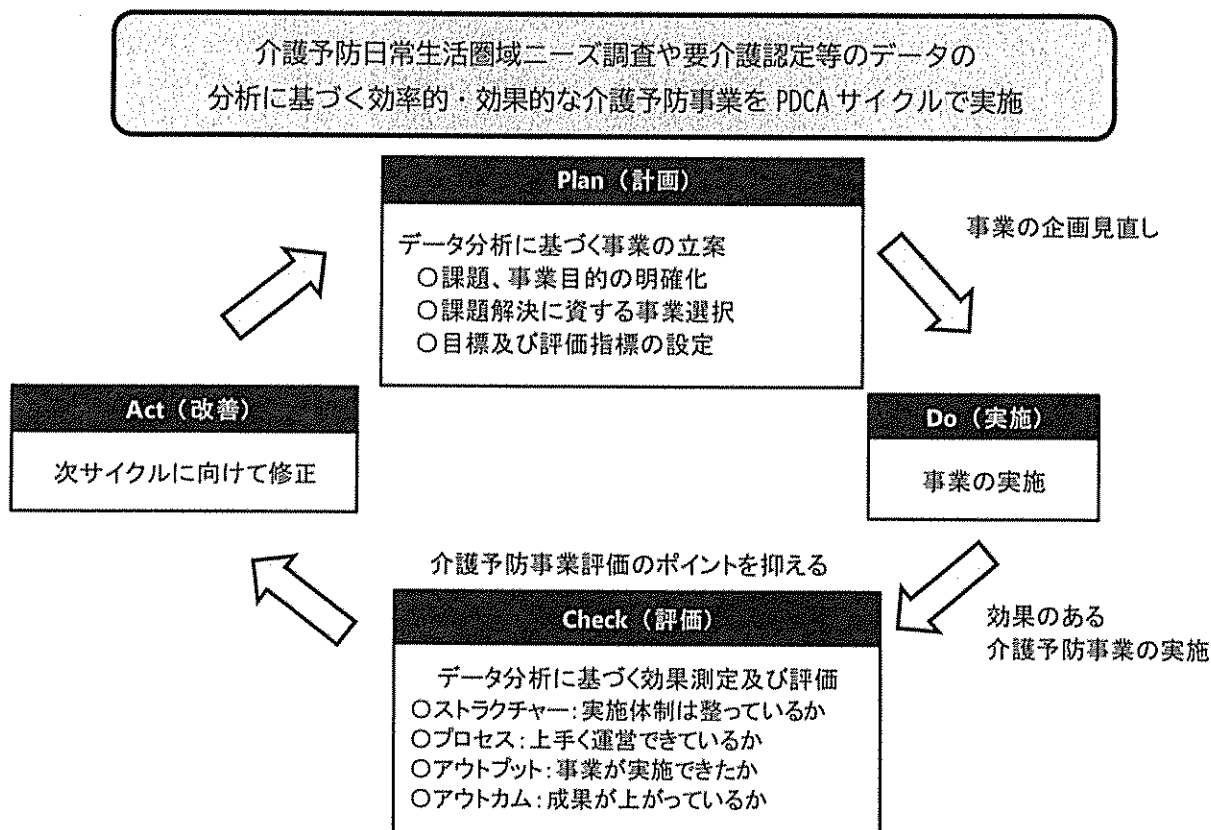 介護予防日常生活圏域ニーズ調査や要介護認定等のデータの
分析に基づく効率的・効果的な介護予防事業を PDCA サイクルで実施
Plan（計画）
データ分析に基づく事業の立案
○課題、事業目的の明確化
○課題解決に資する事業選択
○目標及び評価指標の設定
事業の企画見直し
Act（改善）
次サイクルに向けて修正
Do（実施）
事業の実施
介護予防事業評価のポイントを抑える
Check（評価）
データ分析に基づく効果測定及び評価
○ストラクチャー：実施体制は整っているか
○プロセス：上手く運営できているか
○アウトプット：事業が実施できたか
○アウトカム：成果が上がっているか
効果のある
介護予防事業の実施